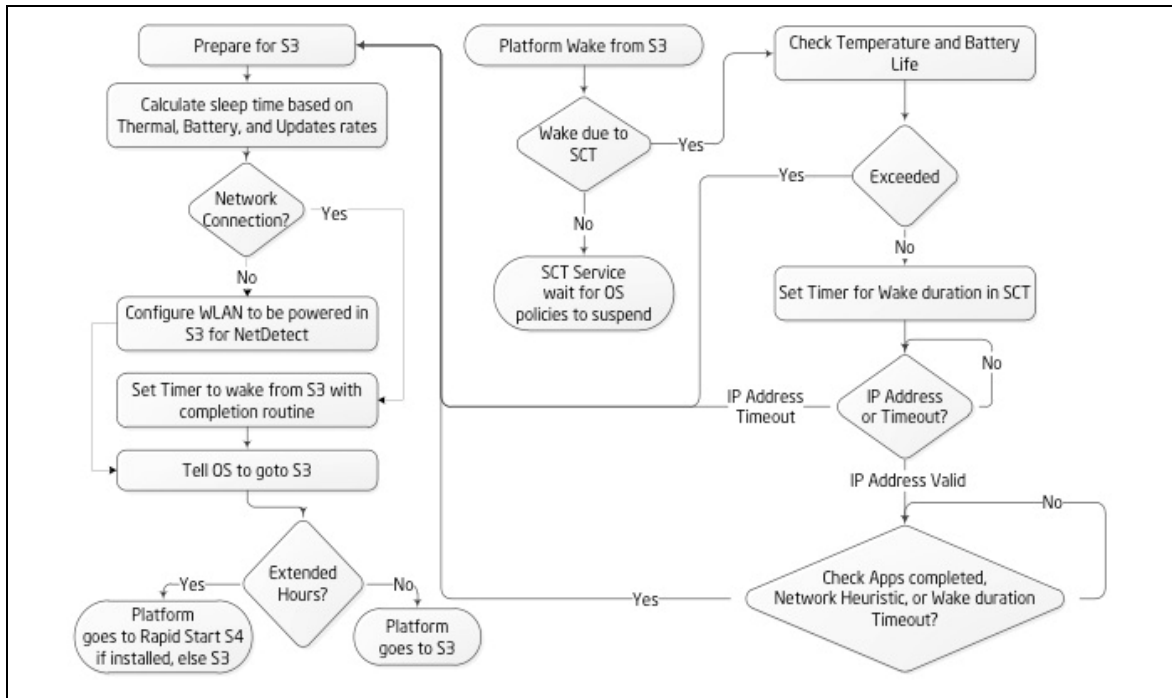 Prepare for S3
Calculate sleep time based on
Thermal, Battery, and Updates rates
Network
Connection?
Yes
No
Configure WLAN to be powered in
S3 for NetDetect
Set Timer to wake from S3 with
completion routine
Tell OS to goto S3
Extended
Hours?
Yes
No
Platform
goes to Rapid Start S4
if installed, else S3
Platform
goes to S3
Platform Wake from S3
Wake due to
SCT
Yes
No
SCT Service
wait for OS
policies to suspend
Check Temperature and Battery
Life
Exceeded
Yes
No
Set Timer for Wake duration in SCT
IP Address
or Timeout?
No
IP Address
Timeout
IP Address Valid
Check Apps completed,
Network Heuristic, or Wake duration
Timeout?
No
Yes